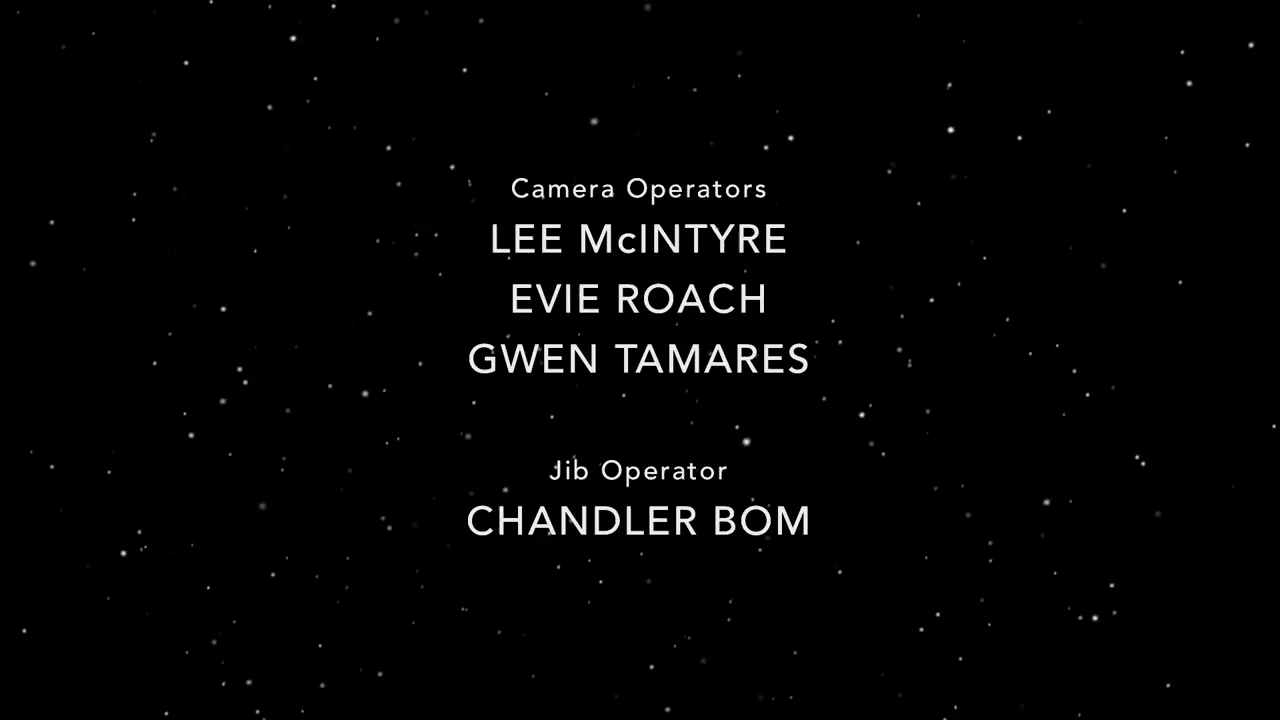 Camera Operators
LEE McINTYRE
EVIE ROACH
GWEN TAMARES
Jib Operator
CHANDLER BOM